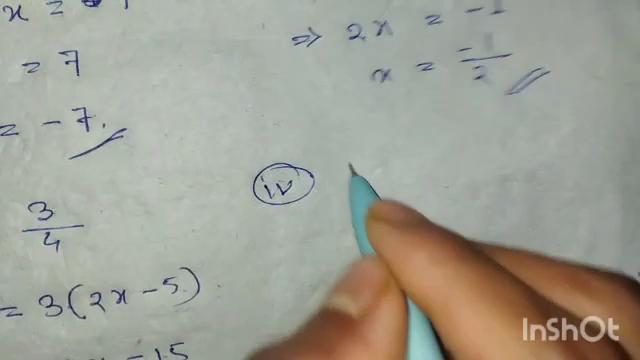 x =
= 7
= - 7.
3
4
= 3(2x - 5)
= 15
⇒ 2x = -1
x = -1
2
iv
InShOt